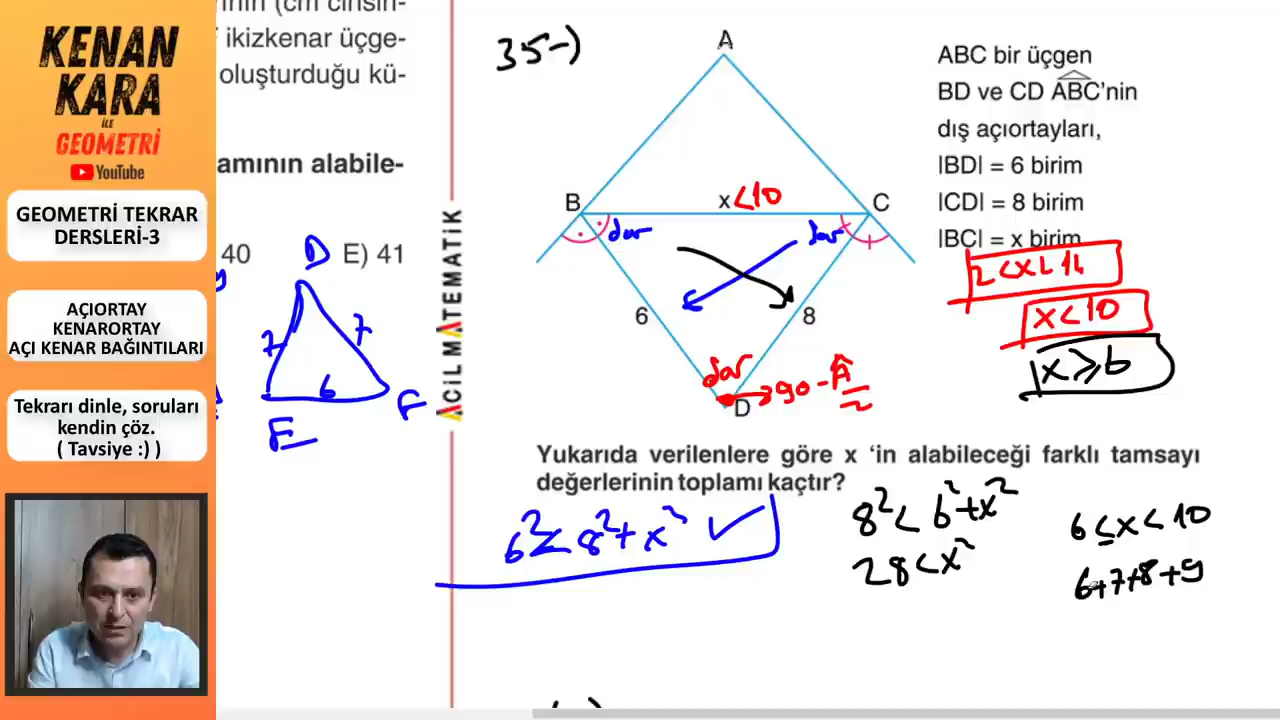 KENAN
KARA
İLE
GEOMETRİ
YouTube
GEOMETRİ TEKRAR
DERSLERİ-3
AÇIORTAY
KENARORTAY
AÇI KENAR BAĞINTILARI
Tekrarı dinle, soruları
kendin çöz.
( Tavsiye :) )
ikizkenar üçge-
oluşturduğu kü-
amının alabile-
40
E) 41
D
7
7
6
E
F
ACİL MATEMATİK
35-)
A
B
x<10
C
dar
dar
6
8
dar
D
90-Â/2
ABC bir üçgen
BD ve CD ABC'nin
dış açıortayları,
|BD| = 6 birim
|CD| = 8 birim
|BC| = x birim
2<x<14
x<10
x⩾6
Yukarıda verilenlere göre x 'in alabileceği farklı tamsayı
değerlerinin toplamı kaçtır?
6²<8²+x² ✓
8²<6²+x²
28<x²
6≤x<10
6+7+8+9